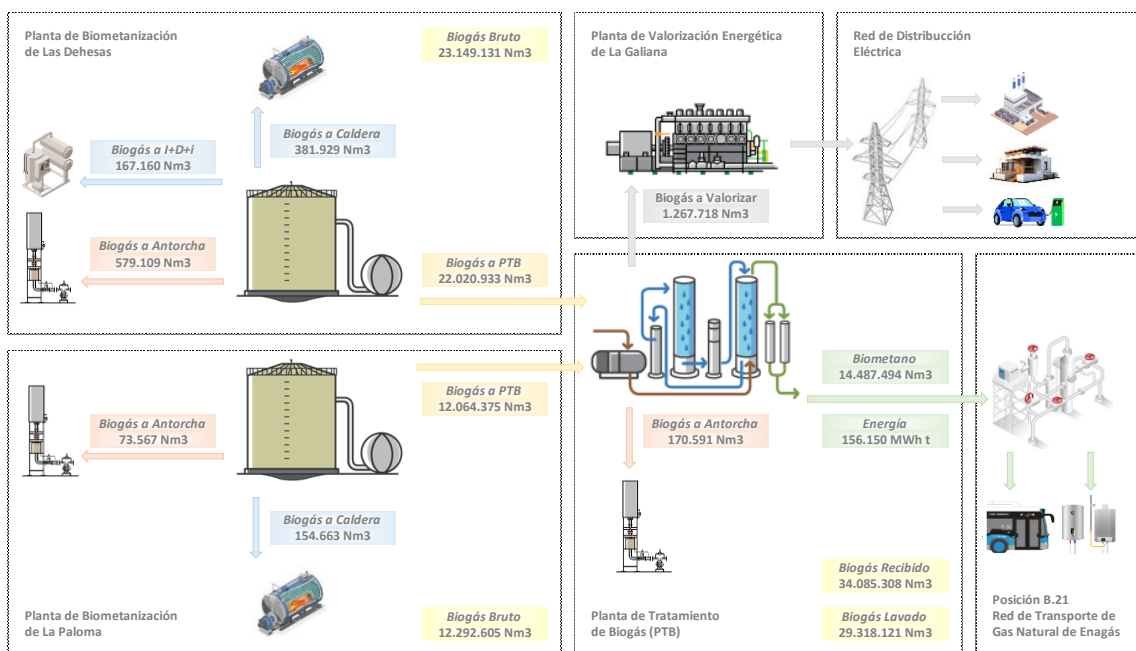 Planta de Biometanización
de Las Dehesas
Biogás Bruto
23.149.131 Nm3
Biogás a Caldera
381.929 Nm3
Biogás a I+D+i
167.160 Nm3
Biogás a Antorcha
579.109 Nm3
Biogás a PTB
22.020.933 Nm3
Planta de Valorización Energética
de La Galiana
Biogás a Valorizar
1.267.718 Nm3
Red de Distribucción
Eléctrica
Biogás a PTB
12.064.375 Nm3
Biogás a Antorcha
73.567 Nm3
Biogás a Caldera
154.663 Nm3
Planta de Biometanización
de La Paloma
Biogás Bruto
12.292.605 Nm3
Biometano
14.487.494 Nm3
Energía
156.150 MWh t
Biogás a Antorcha
170.591 Nm3
Biogás Recibido
34.085.308 Nm3
Planta de Tratamiento
de Biogás (PTB)
Biogás Lavado
29.318.121 Nm3
Posición B.21
Red de Transporte de
Gas Natural de Enagás